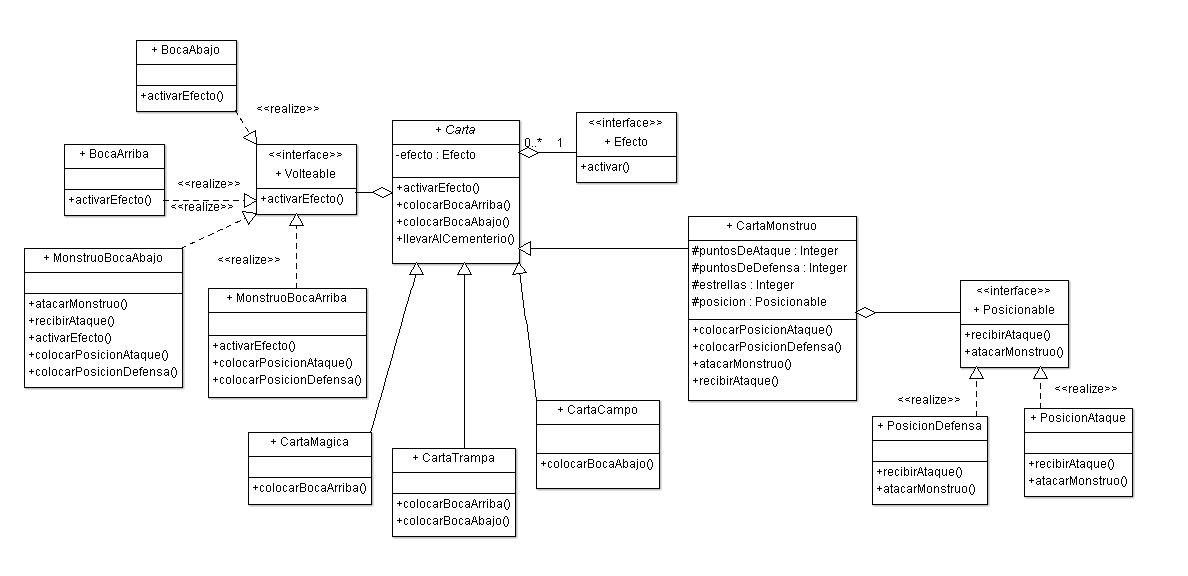 + BocaAbajo
+activarEfecto()
<<realize>>
+ BocaArriba
+activarEfecto()
<<realize>>
<<realize>>
<<interface>>
+ Volteable
+activarEfecto()
+ MonstruoBocaAbajo
+atacarMonstruo()
+recibirAtaque()
+activarEfecto()
+colocarPosicionAtaque()
+colocarPosicionDefensa()
<<realize>>
+ MonstruoBocaArriba
+activarEfecto()
+colocarPosicionAtaque()
+colocarPosicionDefensa()
+ Carta
-efecto : Efecto
+activarEfecto()
+colocarBocaArriba()
+colocarBocaAbajo()
+llevarAlCementerio()
0..* 1
<<interface>>
+ Efecto
+activar()
+ CartaMonstruo
#puntosDeAtaque : Integer
#puntosDeDefensa : Integer
#estrellas : Integer
#posicion : Posicionable
+colocarPosicionAtaque()
+colocarPosicionDefensa()
+atacarMonstruo()
+recibirAtaque()
<<interface>>
+ Posicionable
+recibirAtaque()
+atacarMonstruo()
<<realize>>
<<realize>>
+ CartaMagica
+colocarBocaArriba()
+ CartaTrampa
+colocarBocaArriba()
+colocarBocaAbajo()
+ CartaCampo
+colocarBocaAbajo()
+ PosicionDefensa
+recibirAtaque()
+atacarMonstruo()
+ PosicionAtaque
+recibirAtaque()
+atacarMonstruo()